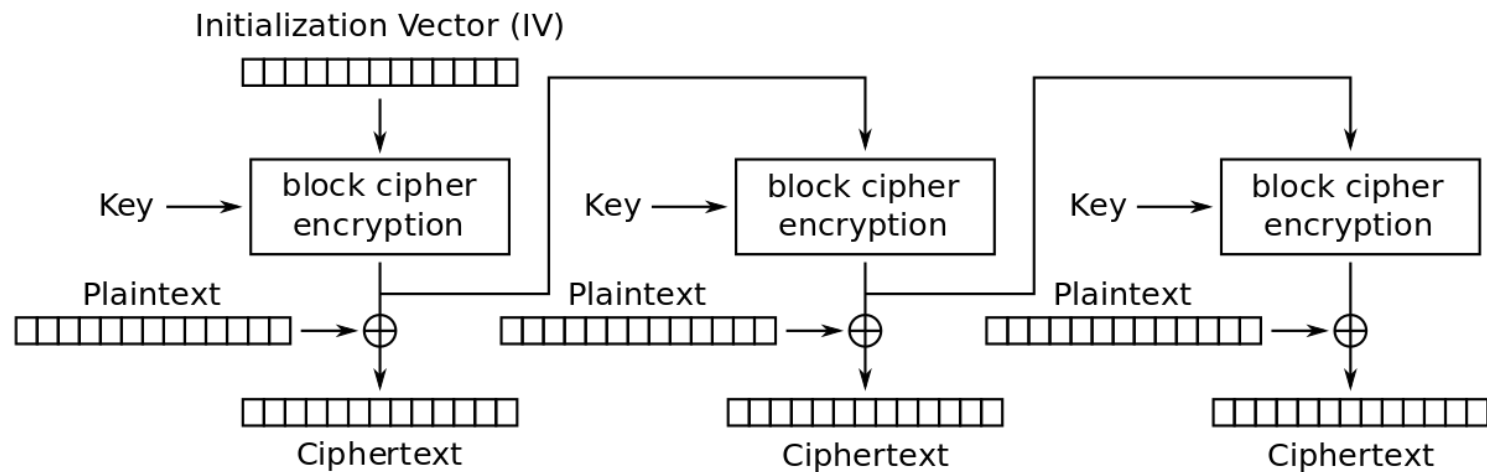 Initialization Vector (IV)
Key
block cipher
encryption
Key
block cipher
encryption
Key
block cipher
encryption
Plaintext
Plaintext
Plaintext
Ciphertext
Ciphertext
Ciphertext